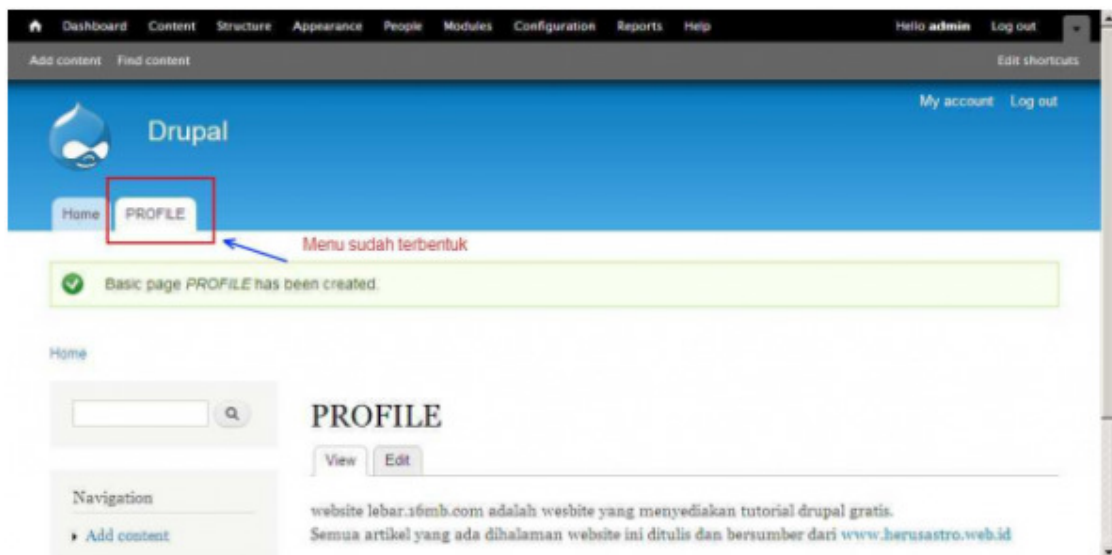 Dashboard Content Structure Appearance People Modules Configuration Reports Help Hello admin Log out
Add content Find content Edit shortcuts
My account Log out
Drupal
Home PROFILE
Menu sudah terbentuk
Basic page PROFILE has been created.
Home
PROFILE
View Edit
Navigation
Add content
website lebar.16mb.com adalah wesbite yang menyediakan tutorial drupal gratis.
Semua artikel yang ada dihalaman website ini ditulis dan bersumber dari www.herusastro.web.id